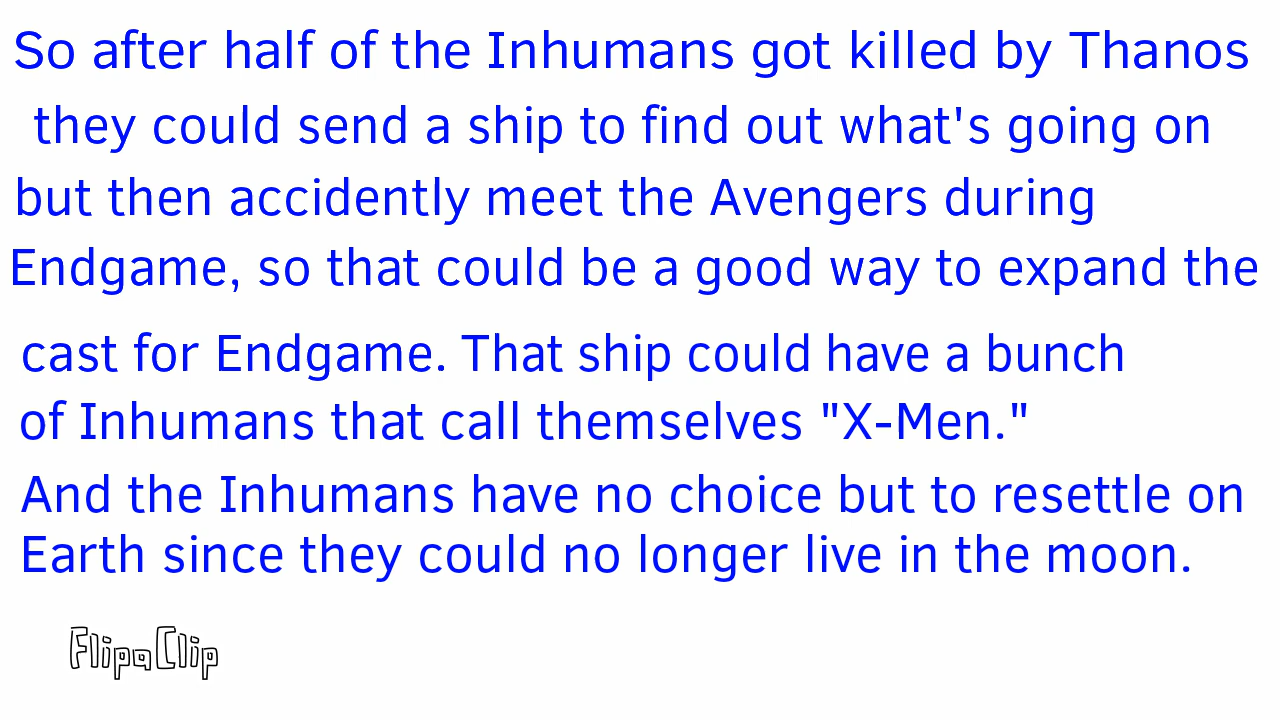 So after half of the Inhumans got killed by Thanos
they could send a ship to find out what's going on
but then accidently meet the Avengers during
Endgame, so that could be a good way to expand the
cast for Endgame. That ship could have a bunch
of Inhumans that call themselves "X-Men."
And the Inhumans have no choice but to resettle on
Earth since they could no longer live in the moon.
FlipaClip